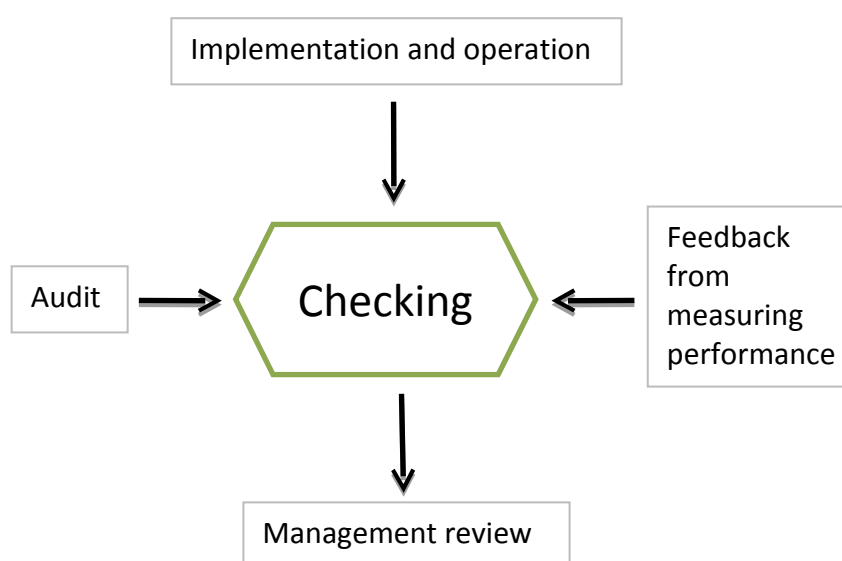 Implementation and operation
Audit
Checking
Feedback
from
measuring
performance
Management review